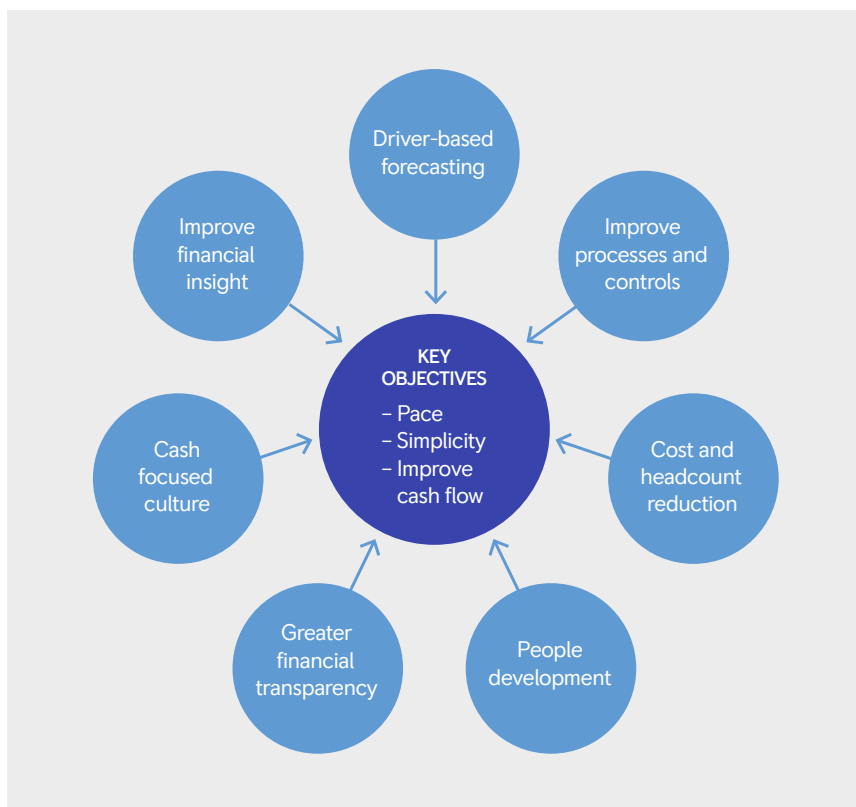 Driver-based
forecasting
Improve
processes and
controls
Cost and
headcount
reduction
People
development
Greater
financial
transparency
Cash
focused
culture
Improve
financial
insight
KEY
OBJECTIVES
– Pace
– Simplicity
– Improve
cash flow